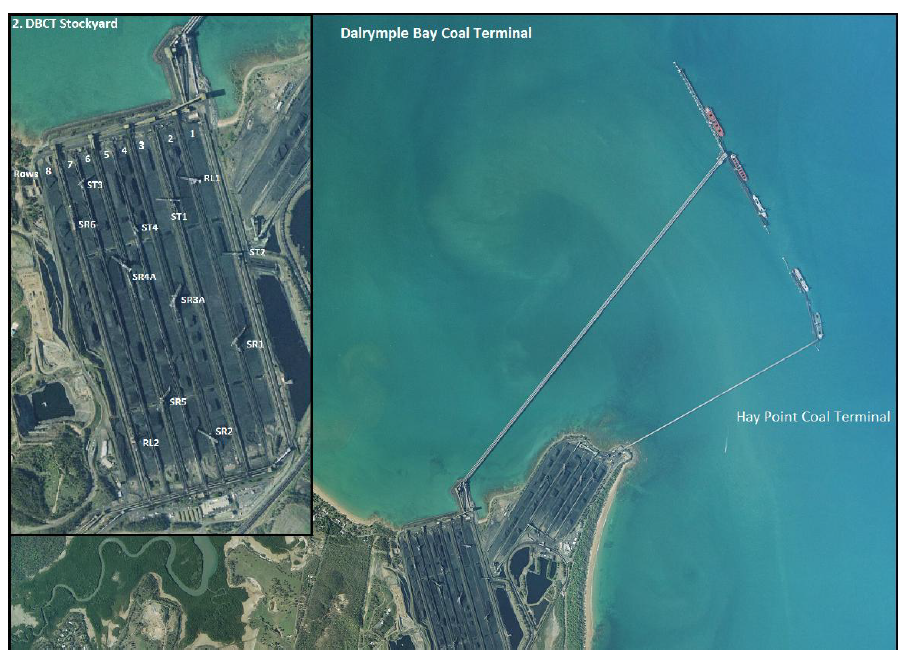 2. DBCT Stockyard
Dalrymple Bay Coal Terminal
1
2
3
4
5
6
7
8
Rows
RL1
ST3
ST1
SR6
ST4
ST2
SR4A
SR3A
SR1
SR5
SR2
RL2
Hay Point Coal Terminal